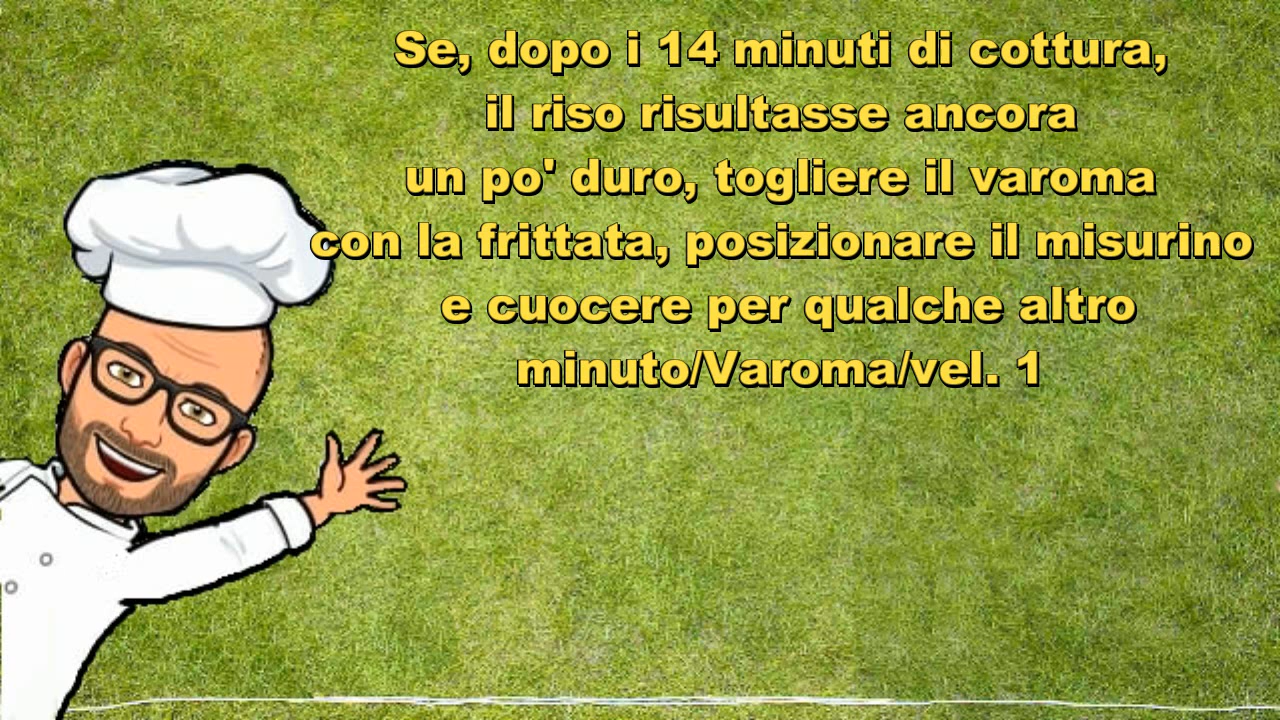 Se, dopo i 14 minuti di cottura,
il riso risultasse ancora
un po' duro, togliere il varoma
con la frittata, posizionare il misurino
e cuocere per qualche altro
minuto/Varoma/vel. 1